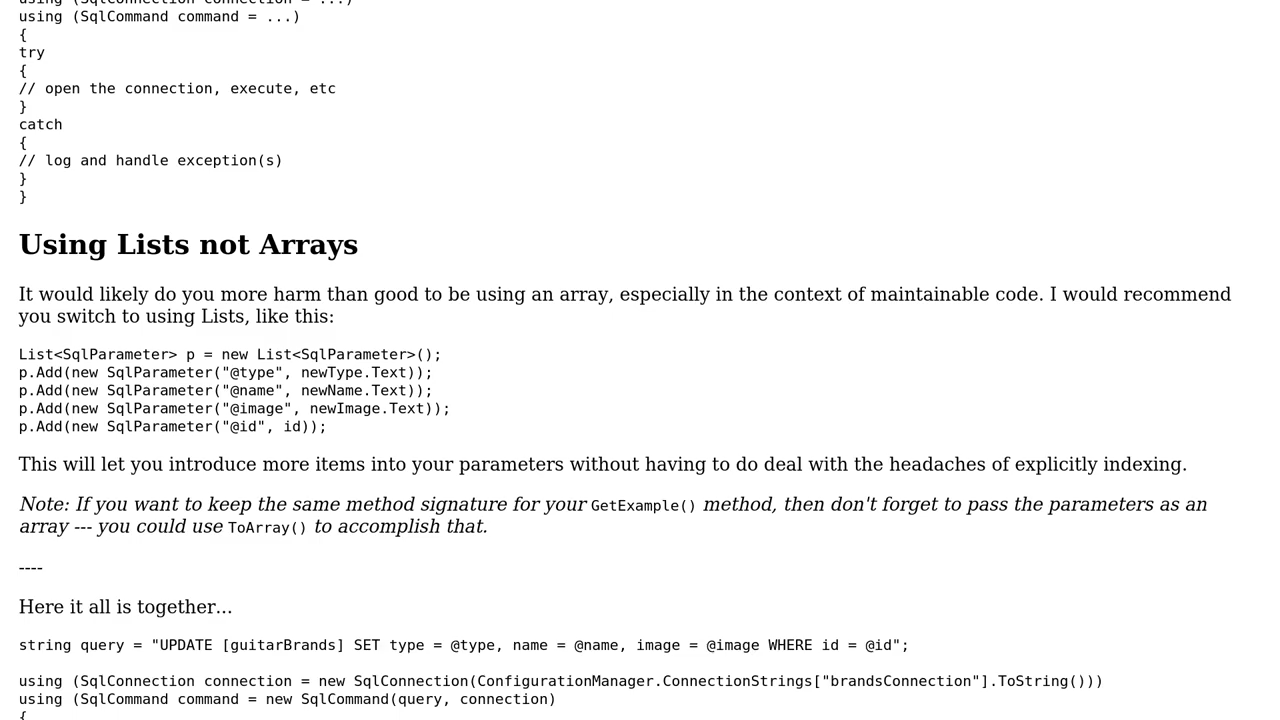 using (SqlConnection connection = ...)
using (SqlCommand command = ...)
{
try
{
// open the connection, execute, etc
}
catch
{
// log and handle exception(s)
}
}
Using Lists not Arrays
It would likely do you more harm than good to be using an array, especially in the context of maintainable code. I would recommend
you switch to using Lists, like this:
List<SqlParameter> p = new List<SqlParameter>();
p.Add(new SqlParameter("@type", newType.Text));
p.Add(new SqlParameter("@name", newName.Text));
p.Add(new SqlParameter("@image", newImage.Text));
p.Add(new SqlParameter("@id", id));
This will let you introduce more items into your parameters without having to do deal with the headaches of explicitly indexing.
Note: If you want to keep the same method signature for your GetExample() method, then don't forget to pass the parameters as an
array --- you could use ToArray() to accomplish that.
----
Here it all is together...
string query = "UPDATE [guitarBrands] SET type = @type, name = @name, image = @image WHERE id = @id";
using (SqlConnection connection = new SqlConnection(ConfigurationManager.ConnectionStrings["brandsConnection"].ToString()))
using (SqlCommand command = new SqlCommand(query, connection)
{